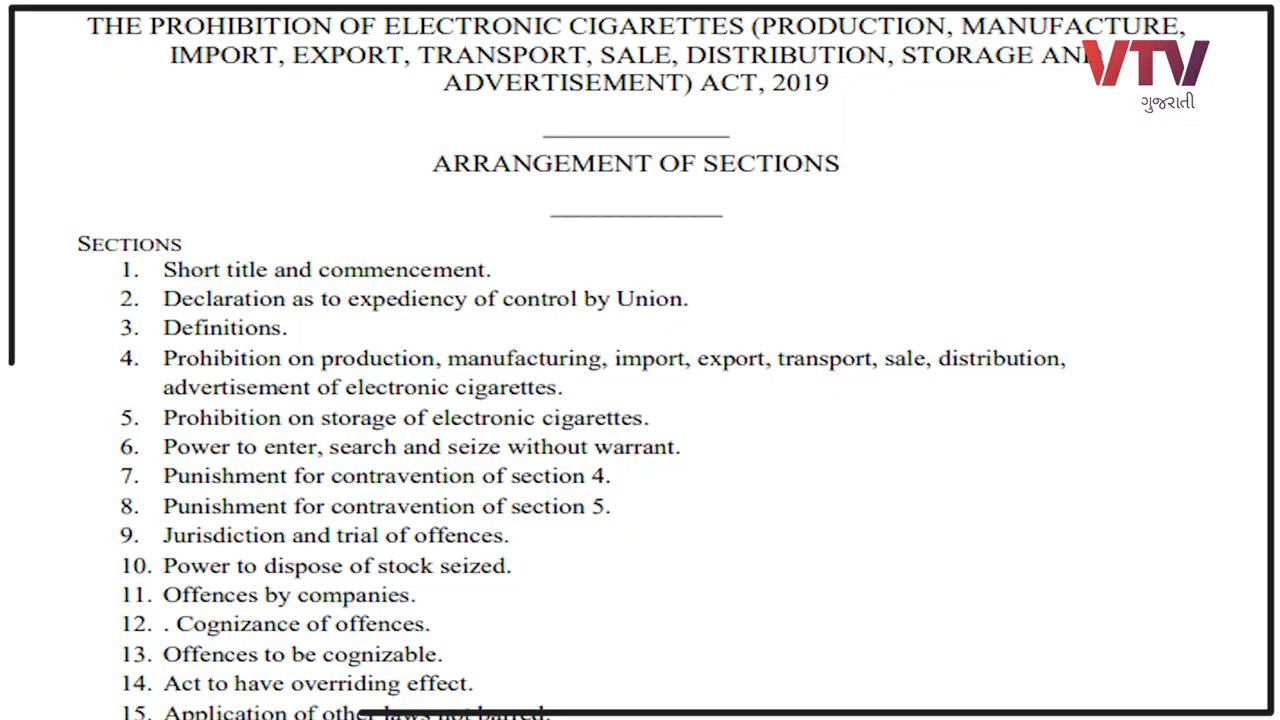 THE PROHIBITION OF ELECTRONIC CIGARETTES (PRODUCTION, MANUFACTURE,
IMPORT, EXPORT, TRANSPORT, SALE, DISTRIBUTION, STORAGE AND
ADVERTISEMENT) ACT, 2019
VTV
ગુજરાતી
ARRANGEMENT OF SECTIONS
SECTIONS
1. Short title and commencement.
2. Declaration as to expediency of control by Union.
3. Definitions.
4. Prohibition on production, manufacturing, import, export, transport, sale, distribution,
advertisement of electronic cigarettes.
5. Prohibition on storage of electronic cigarettes.
6. Power to enter, search and seize without warrant.
7. Punishment for contravention of section 4.
8. Punishment for contravention of section 5.
9. Jurisdiction and trial of offences.
10. Power to dispose of stock seized.
11. Offences by companies.
12. . Cognizance of offences.
13. Offences to be cognizable.
14. Act to have overriding effect.
15. Application of other laws not barred.